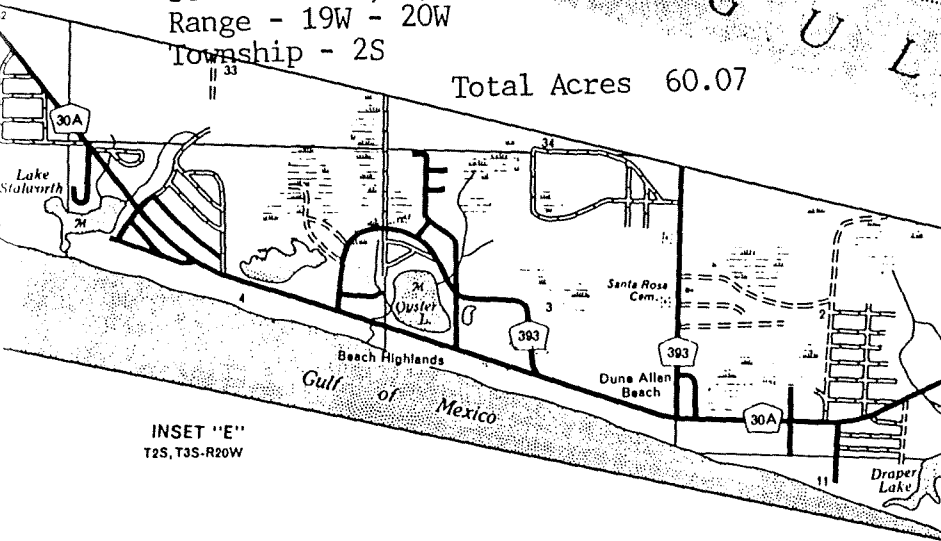 Range - 19W - 20W
Township - 2S
Total Acres 60.07
G U L
2
33
30A
34
Lake
Stalworth
M
Santa Rosa
Cem.
M
Oyster
L.
4
3
2
393
393
Beach Highlands
Dune Allen
Beach
30A
Gulf of Mexico
INSET "E"
T2S, T3S-R20W
11
Draper
Lake